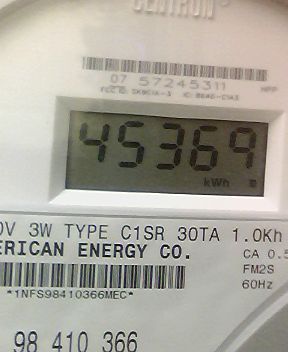 CENTRON®
07 57245311
45369
kWh
0V 3W TYPE C1SR 30TA 1.0Kh
ERICAN ENERGY CO.
CA 0.5
FM2S
*1NFS98410366MEC*
60Hz
98 410 366